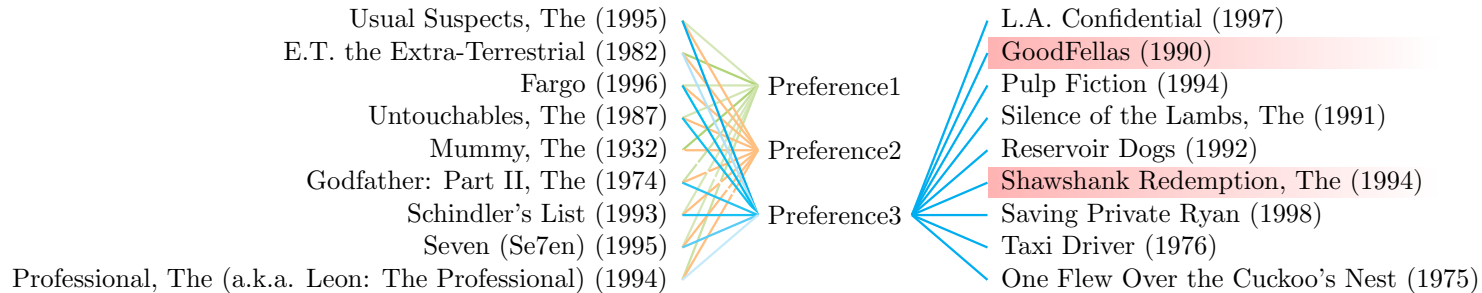 Usual Suspects, The (1995)
E.T. the Extra-Terrestrial (1982)
Fargo (1996)
Untouchables, The (1987)
Mummy, The (1932)
Godfather: Part II, The (1974)
Schindler's List (1993)
Seven (Se7en) (1995)
Professional, The (a.k.a. Leon: The Professional) (1994)
Preference1
Preference2
Preference3
L.A. Confidential (1997)
GoodFellas (1990)
Pulp Fiction (1994)
Silence of the Lambs, The (1991)
Reservoir Dogs (1992)
Shawshank Redemption, The (1994)
Saving Private Ryan (1998)
Taxi Driver (1976)
One Flew Over the Cuckoo's Nest (1975)